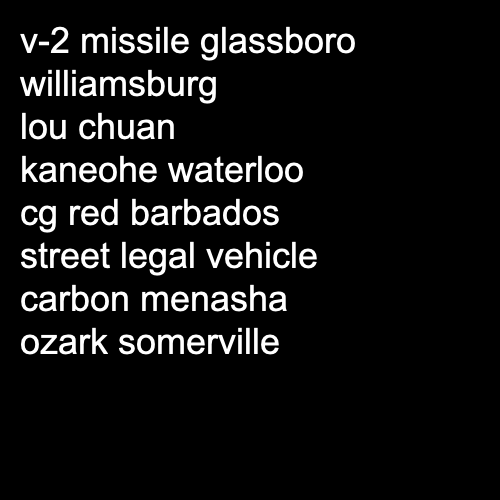 v-2 missile glassboro
williamsburg
lou chuan
kaneohe waterloo
cg red barbados
street legal vehicle
carbon menasha
ozark somerville